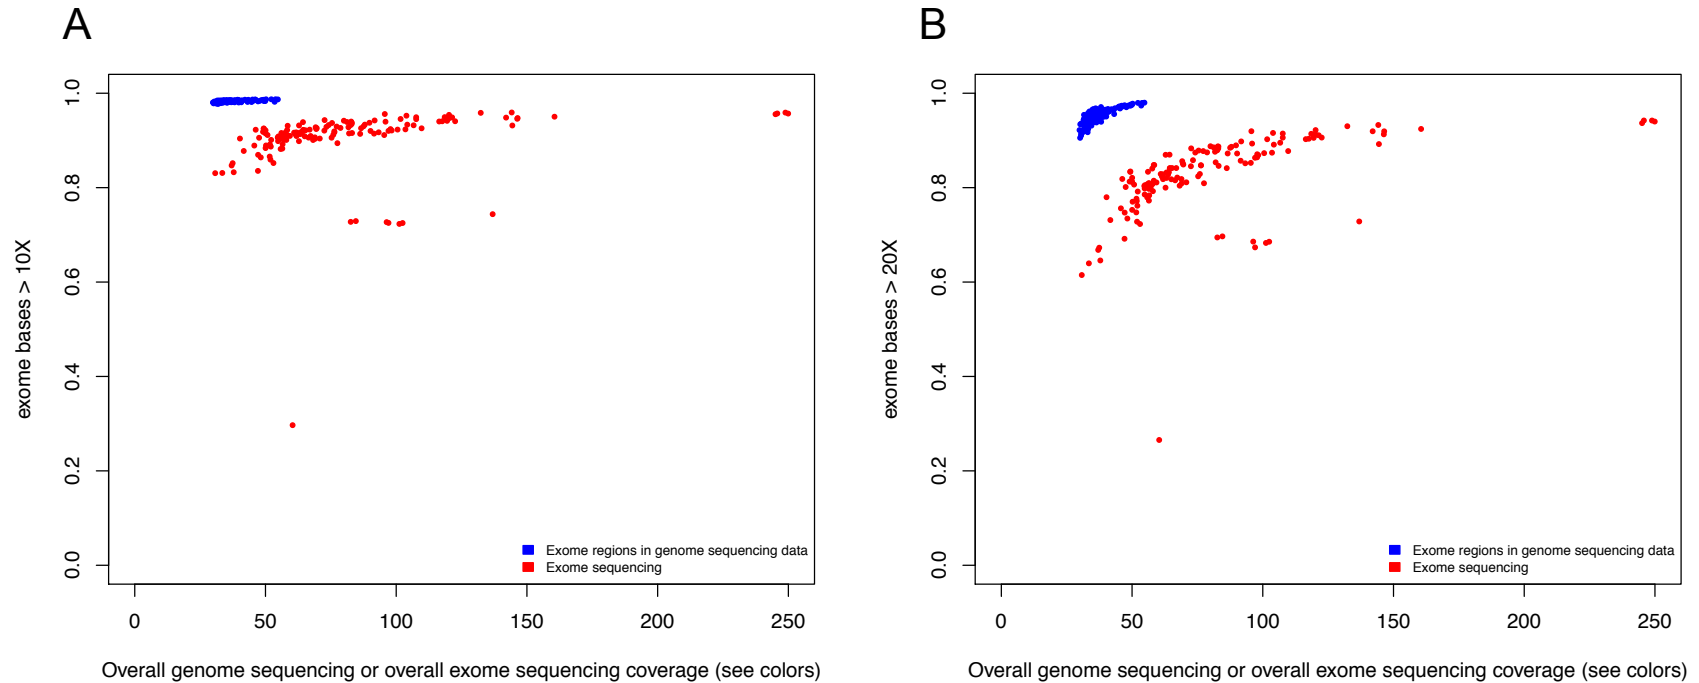 A
exome bases > 10X
1.0
0.8
0.6
0.4
0.2
0.0
Exome regions in genome sequencing data
Exome sequencing
0 50 100 150 200 250
Overall genome sequencing or overall exome sequencing coverage (see colors)
B
exome bases > 20X
1.0
0.8
0.6
0.4
0.2
0.0
Exome regions in genome sequencing data
Exome sequencing
0 50 100 150 200 250
Overall genome sequencing or overall exome sequencing coverage (see colors)